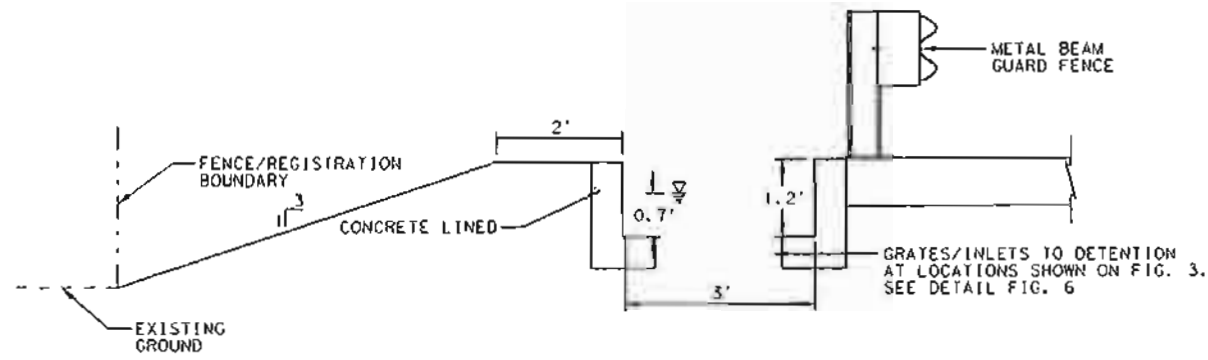 METAL BEAM
GUARD FENCE
2'
FENCE/REGISTRATION
BOUNDARY
3
1
CONCRETE LINED
0.7'
1.2'
GRATES/INLETS TO DETENTION
AT LOCATIONS SHOWN ON FIG. 3.
SEE DETAIL FIG. 6
3'
EXISTING
GROUND